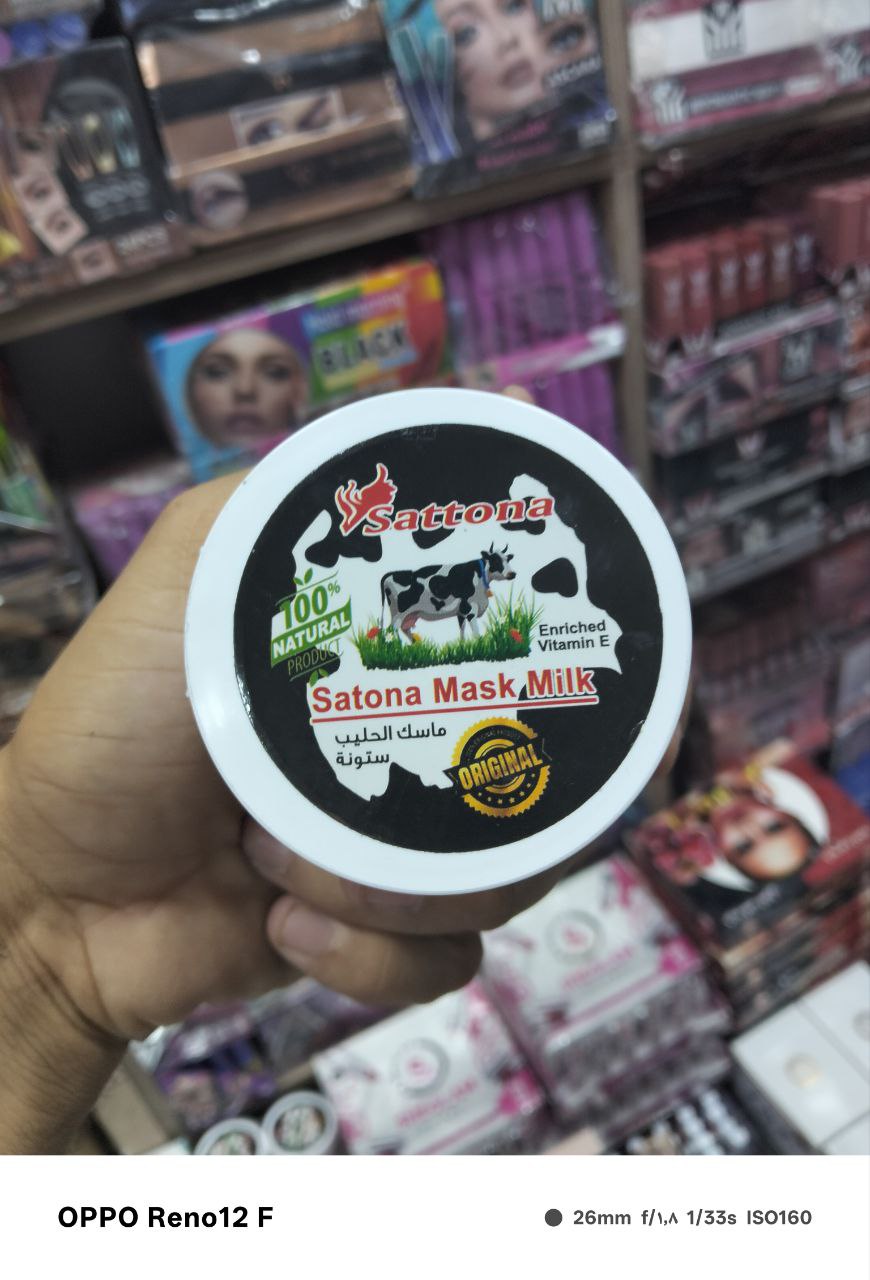 BLACK
Sattona
100%
NATURAL
PRODUCT
Enriched
Vitamin E
Satona Mask Milk
ماسك الحليب
ستونة
ORIGINAL
OPPO Reno12 F
26mm f/١,٨ 1/33s ISO160